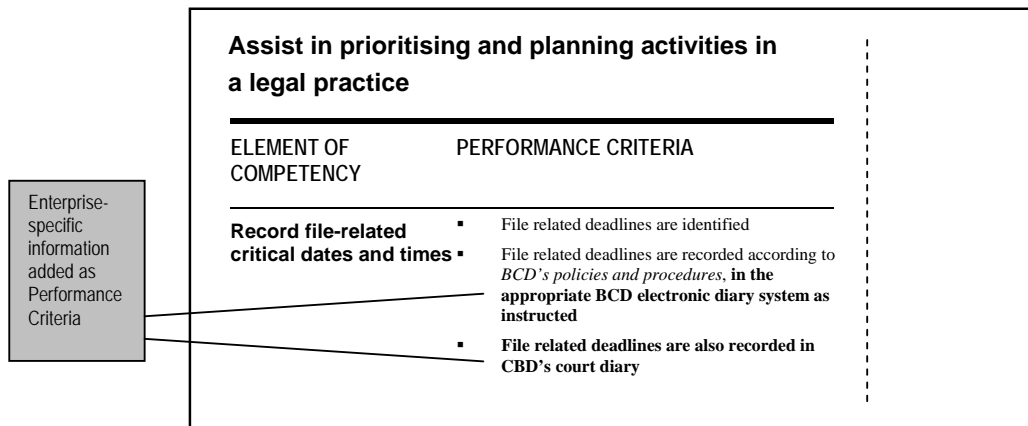 Assist in prioritising and planning activities in
a legal practice
ELEMENT OF
COMPETENCY
PERFORMANCE CRITERIA
Enterprise-
specific
information
added as
Performance
Criteria
Record file-related
critical dates and times
▪ File related deadlines are identified
▪ File related deadlines are recorded according to
BCD's policies and procedures, in the
appropriate BCD electronic diary system as
instructed
▪ File related deadlines are also recorded in
CBD's court diary